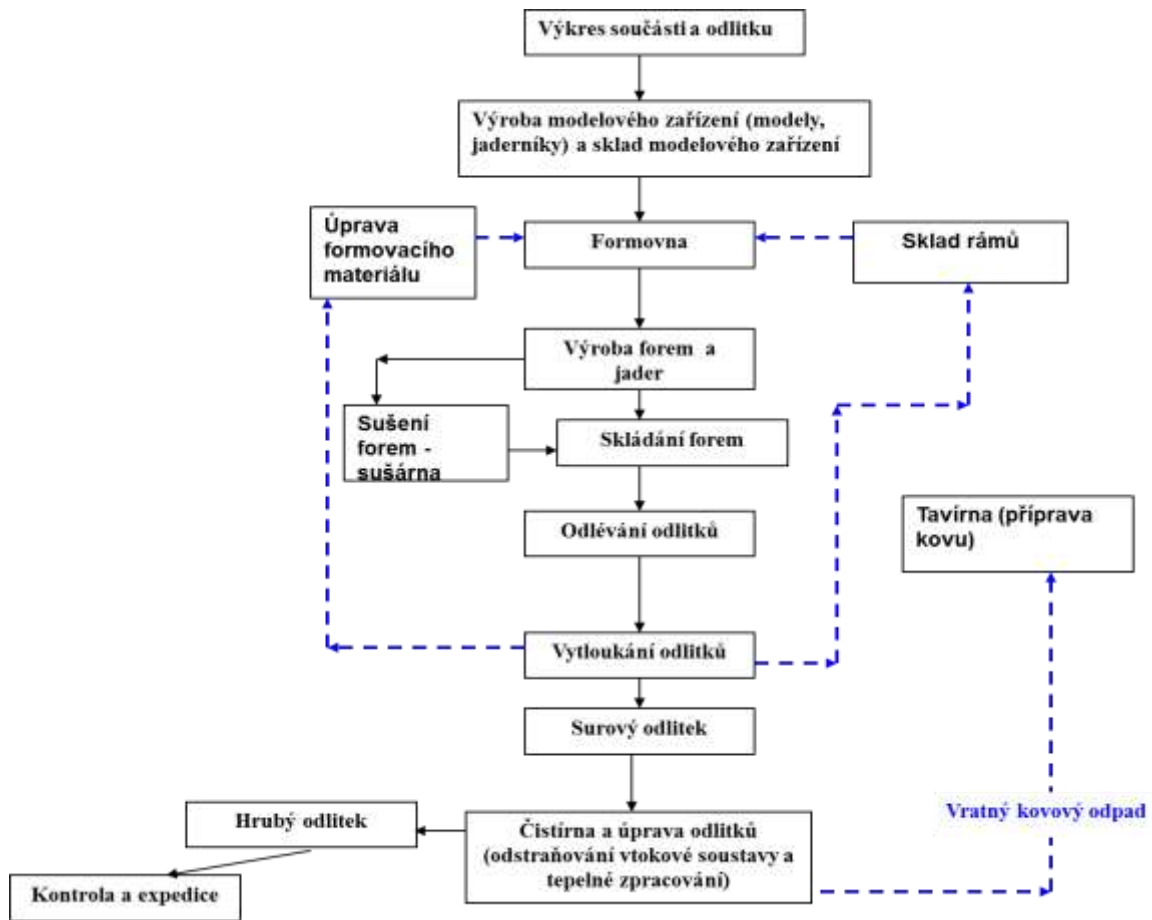 Výkres součásti a odlitku
Výroba modelového zařízení (modely,
jaderníky) a sklad modelového zařízení
Úprava
formovacího
materiálu
Formovna
Sklad rámů
Výroba forem a
jader
Sušení
forem -
sušárna
Skládání forem
Odlévání odlitků
Tavírna (příprava
kovu)
Vytloukání odlitků
Surový odlitek
Vratný kovový odpad
Hrubý odlitek
Čistírna a úprava odlitků
(odstraňování vtokové soustavy a
tepelné zpracování)
Kontrola a expedice